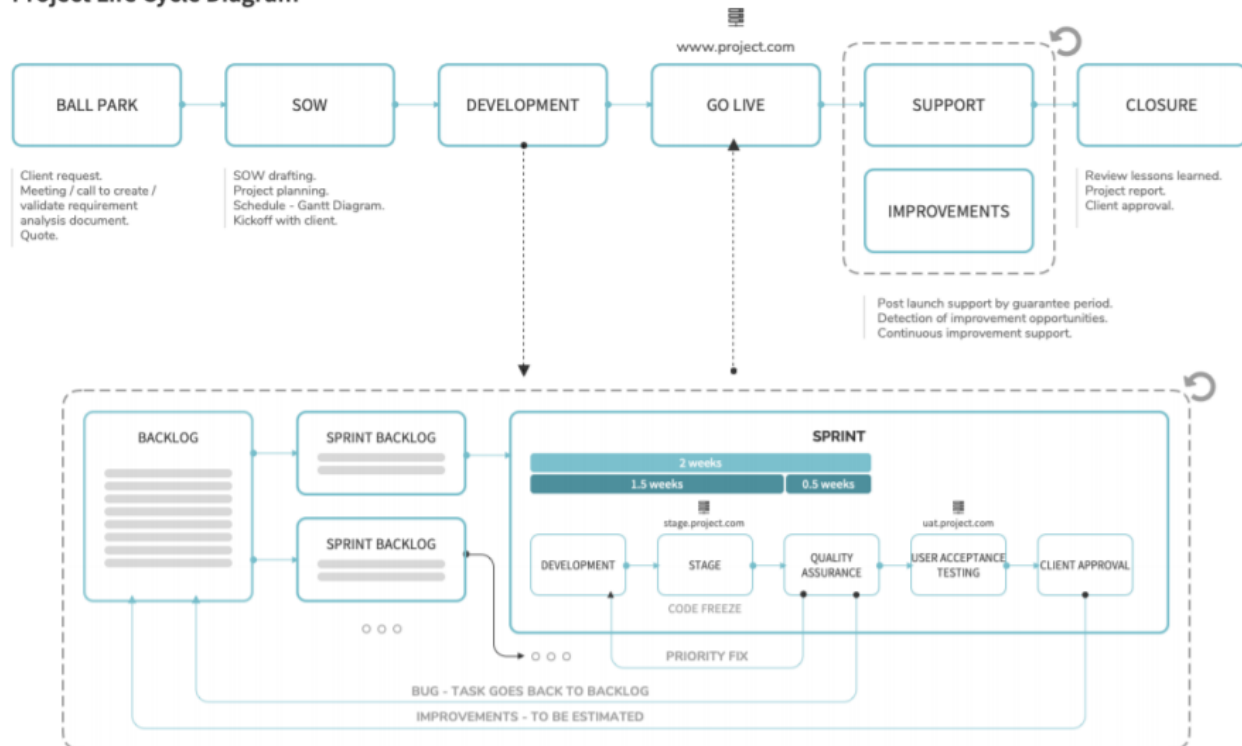 Project Life Cycle Diagram
www.project.com
BALL PARK
SOW
DEVELOPMENT
GO LIVE
SUPPORT
CLOSURE
Client request.
Meeting / call to create /
validate requirement
analysis document.
Quote.
SOW drafting.
Project planning.
Schedule - Gantt Diagram.
Kickoff with client.
IMPROVEMENTS
Review lessons learned.
Project report.
Client approval.
Post launch support by guarantee period.
Detection of improvement opportunities.
Continuous improvement support.
BACKLOG
SPRINT BACKLOG
SPRINT BACKLOG
SPRINT
2 weeks
1.5 weeks
0.5 weeks
stage.project.com
uat.project.com
DEVELOPMENT
STAGE
QUALITY
ASSURANCE
USER ACCEPTANCE
TESTING
CLIENT APPROVAL
CODE FREEZE
PRIORITY FIX
BUG - TASK GOES BACK TO BACKLOG
IMPROVEMENTS - TO BE ESTIMATED